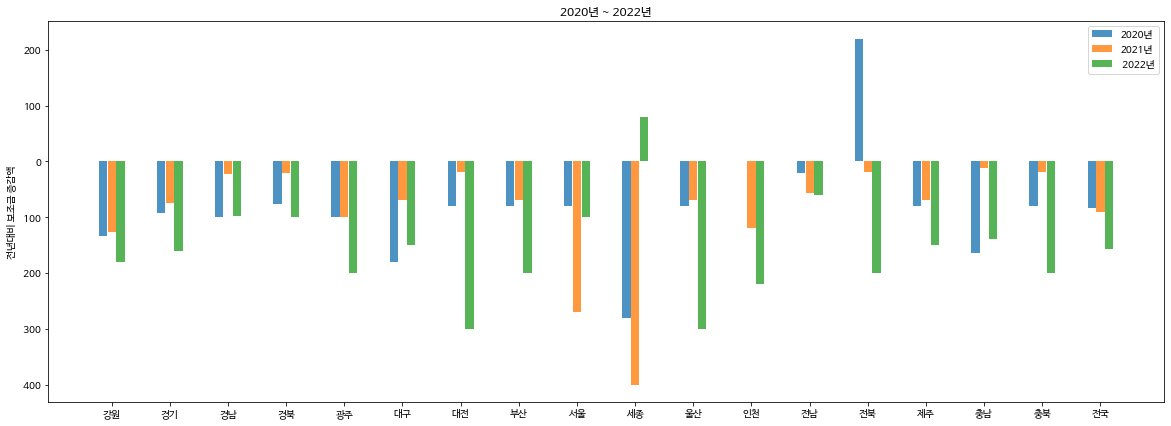 2020년 ~ 2022년
2020년
2021년
2022년
전년대비 보조금 증감액
200
100
0
100
200
300
400
강원 경기 경남 경북 광주 대구 대전 부산 서울 세종 울산 인천 전남 전북 제주 충남 충북 전국